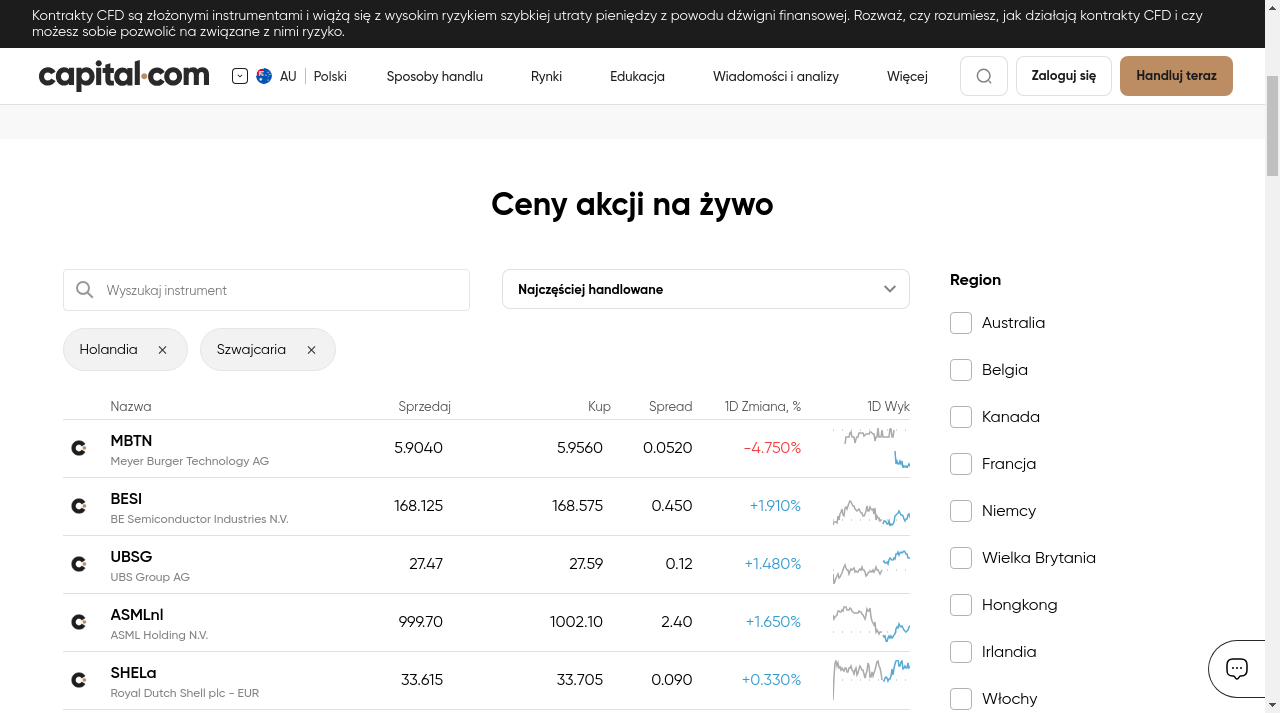 Kontrakty CFD są złożonymi instrumentami i wiążą się z wysokim ryzykiem szybkiej utraty pieniędzy z powodu dźwigni finansowej. Rozważ, czy rozumiesz, jak działają kontrakty CFD i czy
możesz sobie pozwolić na związane z nimi ryzyko.
capital.com AU Polski Sposoby handlu Rynki Edukacja Wiadomości i analizy Więcej Zaloguj się Handluj teraz
Ceny akcji na żywo
Wyszukaj instrument Najczęściej handlowane Region
Australia
Holandia Szwajcaria
Belgia
Nazwa Sprzedaj Kup Spread 1D Zmiana, % 1D Wyk
Kanada
MBTN 5.9040 5.9560 0.0520 -4.750%
Meyer Burger Technology AG
Francja
BESI 168.125 168.575 0.450 +1.910%
BE Semiconductor Industries N.V.
Niemcy
UBSG 27.47 27.59 0.12 +1.480%
UBS Group AG
Wielka Brytania
Hongkong
ASMLnl 999.70 1002.10 2.40 +1.650%
ASML Holding N.V.
Irlandia
SHELa 33.615 33.705 0.090 +0.330%
Royal Dutch Shell plc - EUR
Włochy